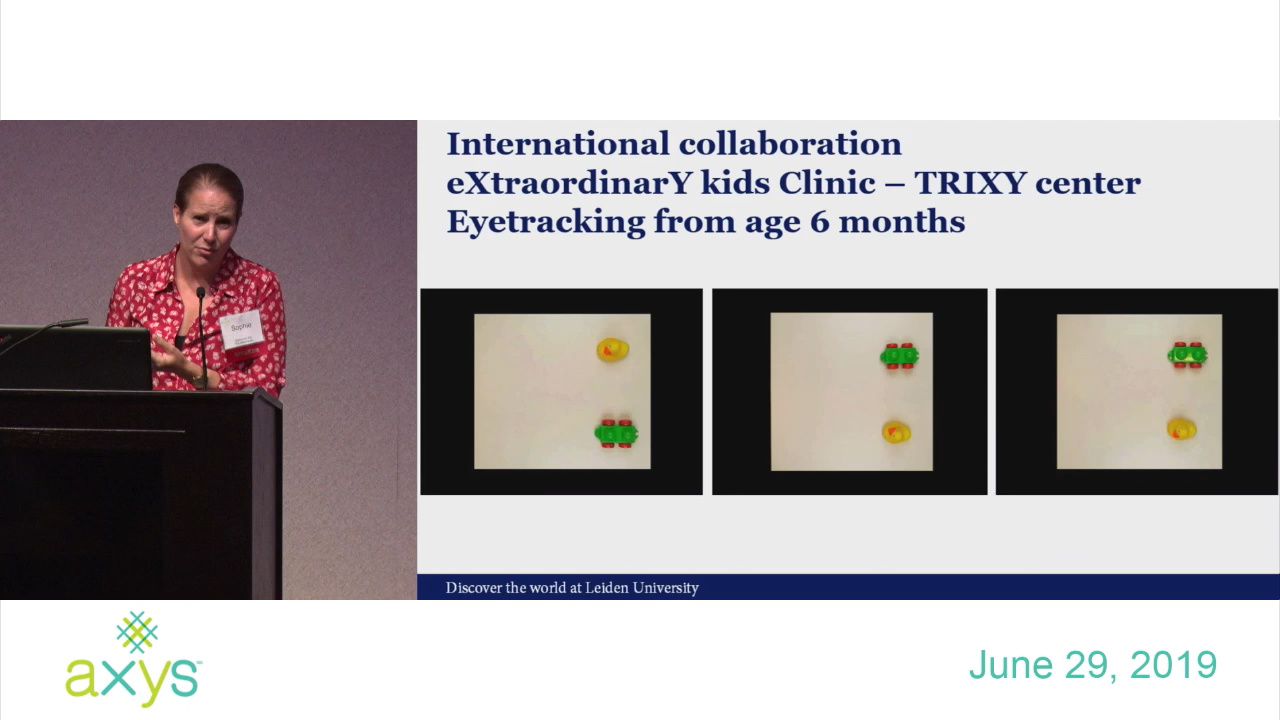 International collaboration
eXtraordinarY kids Clinic – TRIXY center
Eyetracking from age 6 months
Sophie
Discover the world at Leiden University
axys
June 29, 2019